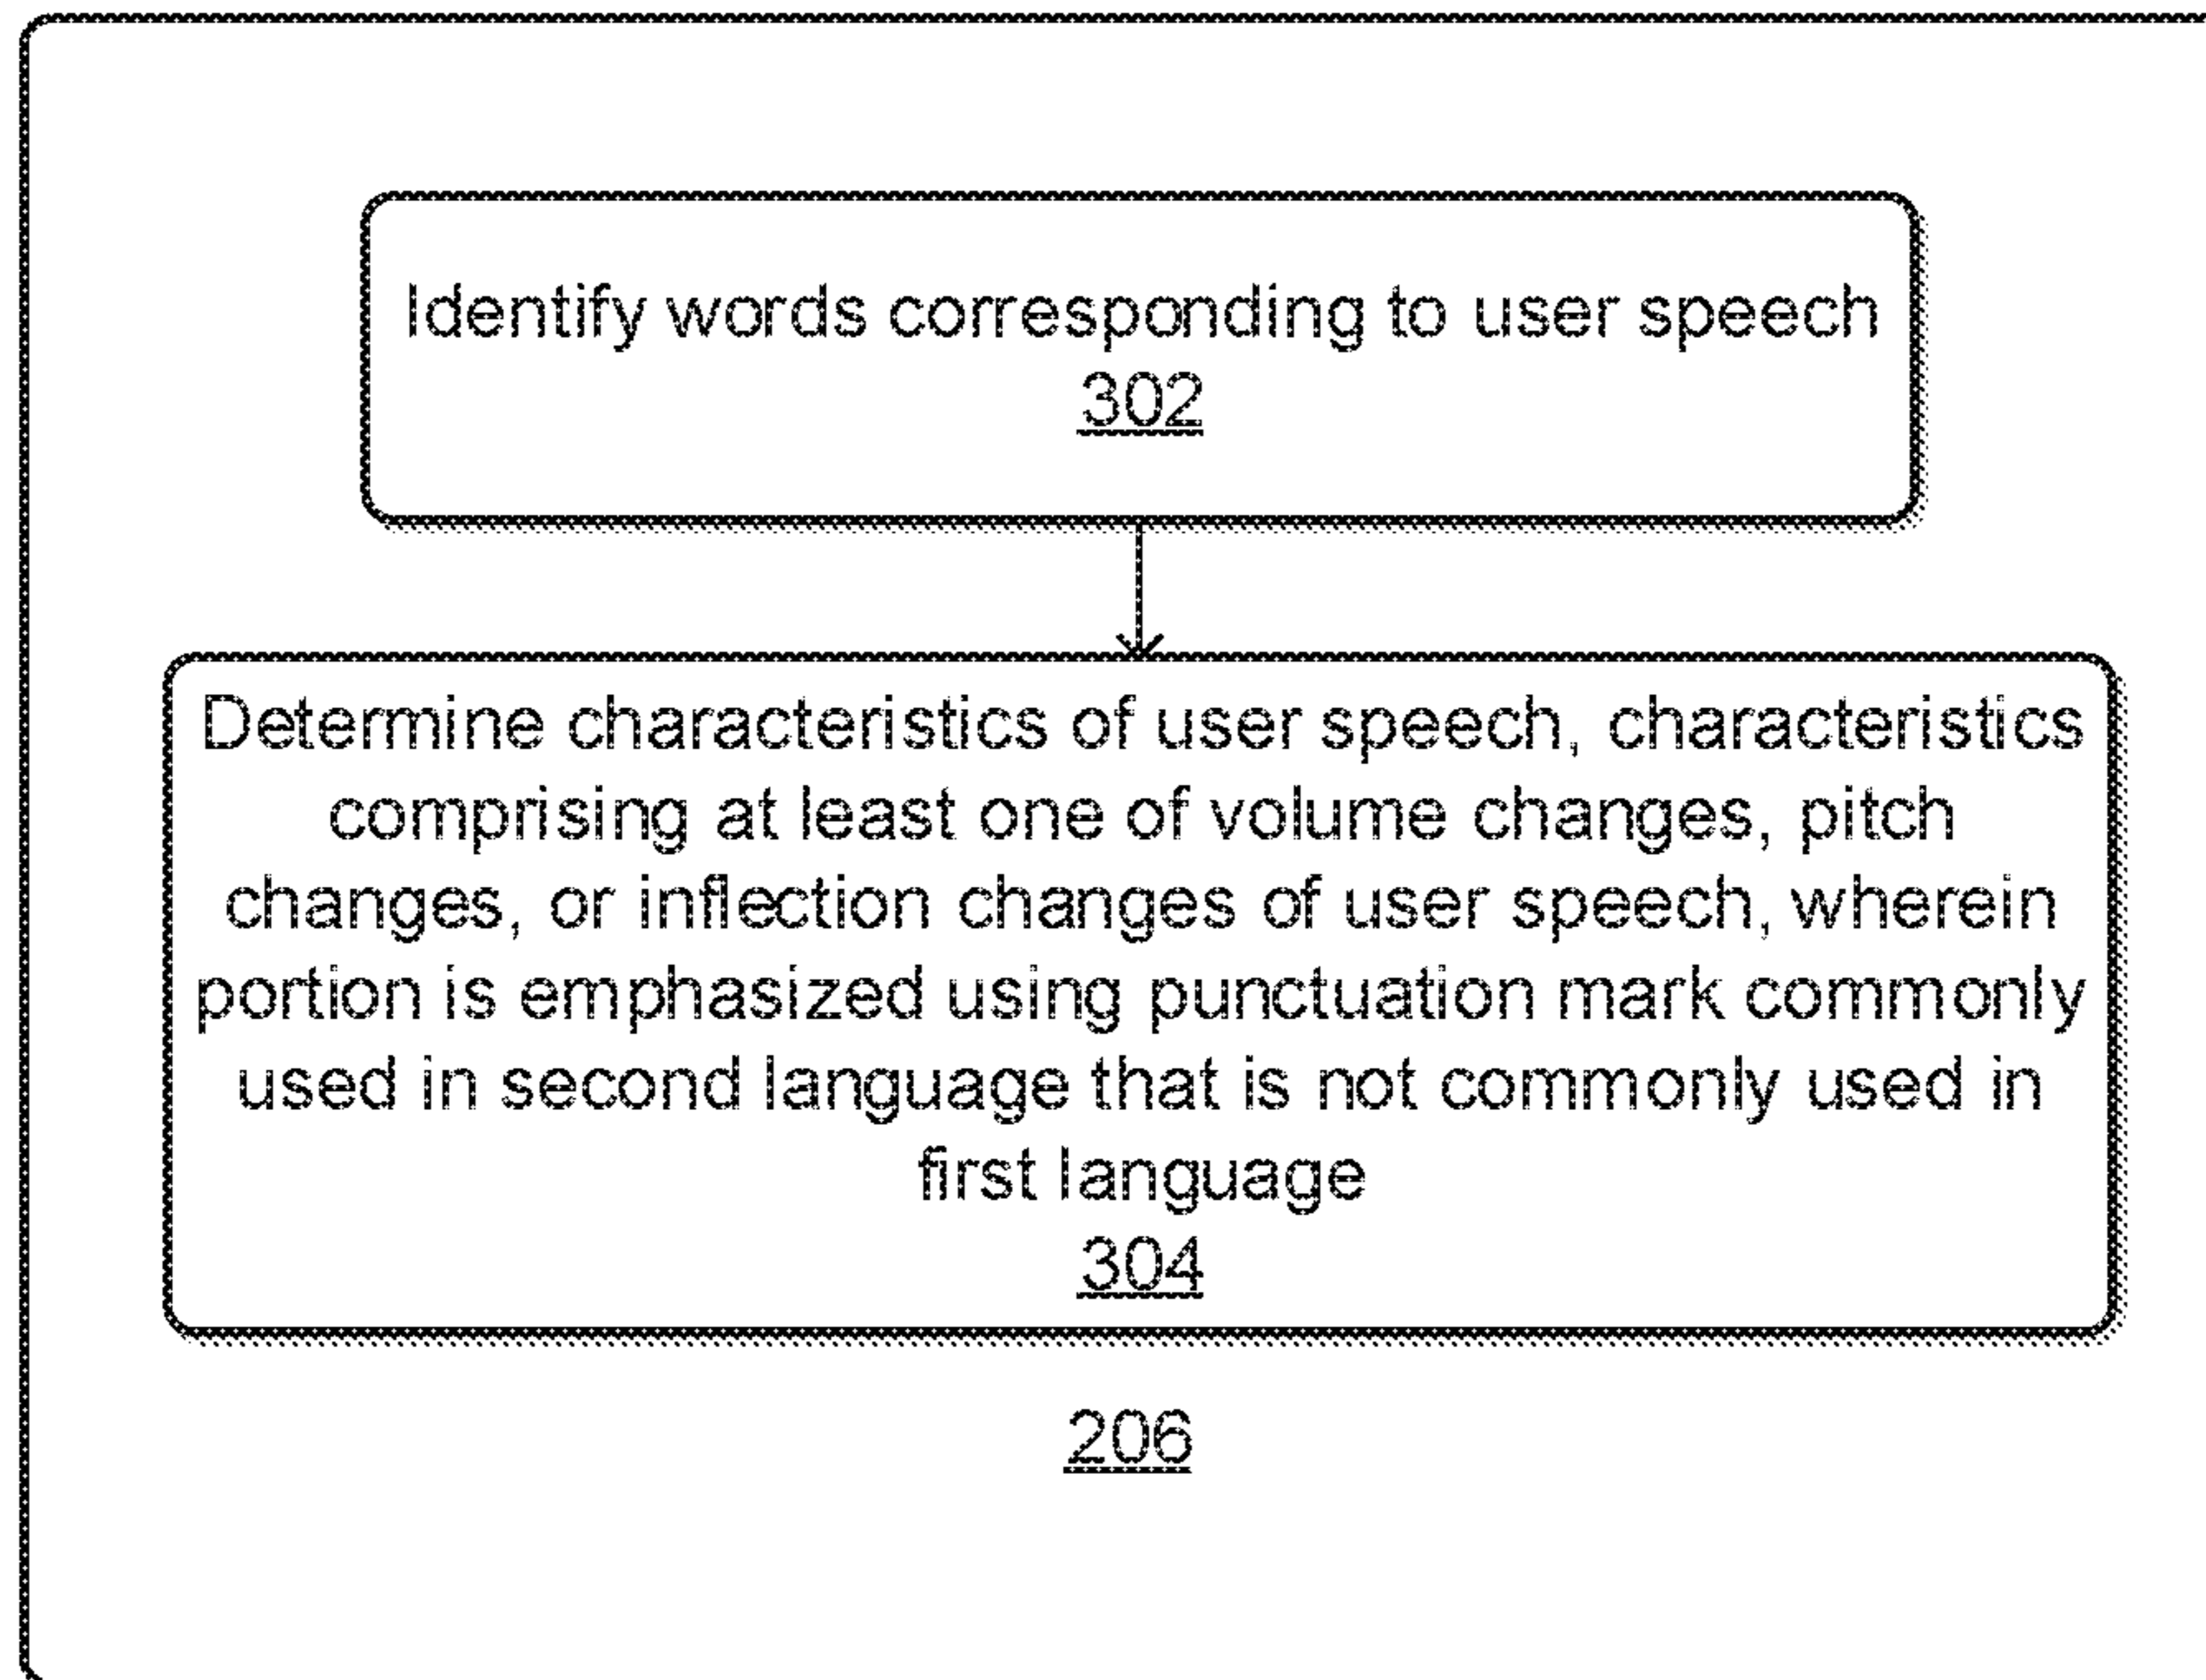 Identify words corresponding to user speech
302
Determine characteristics of user speech, characteristics
comprising at least one of volume changes, pitch
changes, or inflection changes of user speech, wherein
portion is emphasized using punctuation mark commonly
used in second language that is not commonly used in
first language
304
206